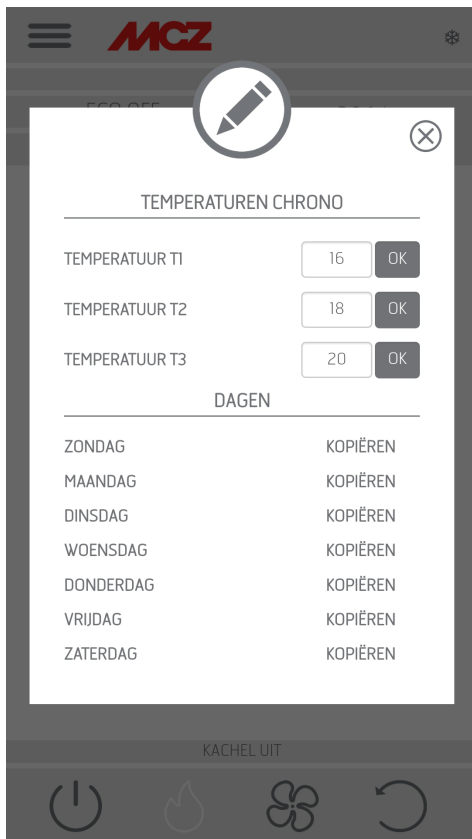 MCZ
TEMPERATUREN CHRONO
TEMPERATUUR T1 16 OK
TEMPERATUUR T2 18 OK
TEMPERATUUR T3 20 OK
DAGEN
ZONDAG KOPIËREN
MAANDAG KOPIËREN
DINSDAG KOPIËREN
WOENSDAG KOPIËREN
DONDERDAG KOPIËREN
VRIJDAG KOPIËREN
ZATERDAG KOPIËREN
KACHEL UIT